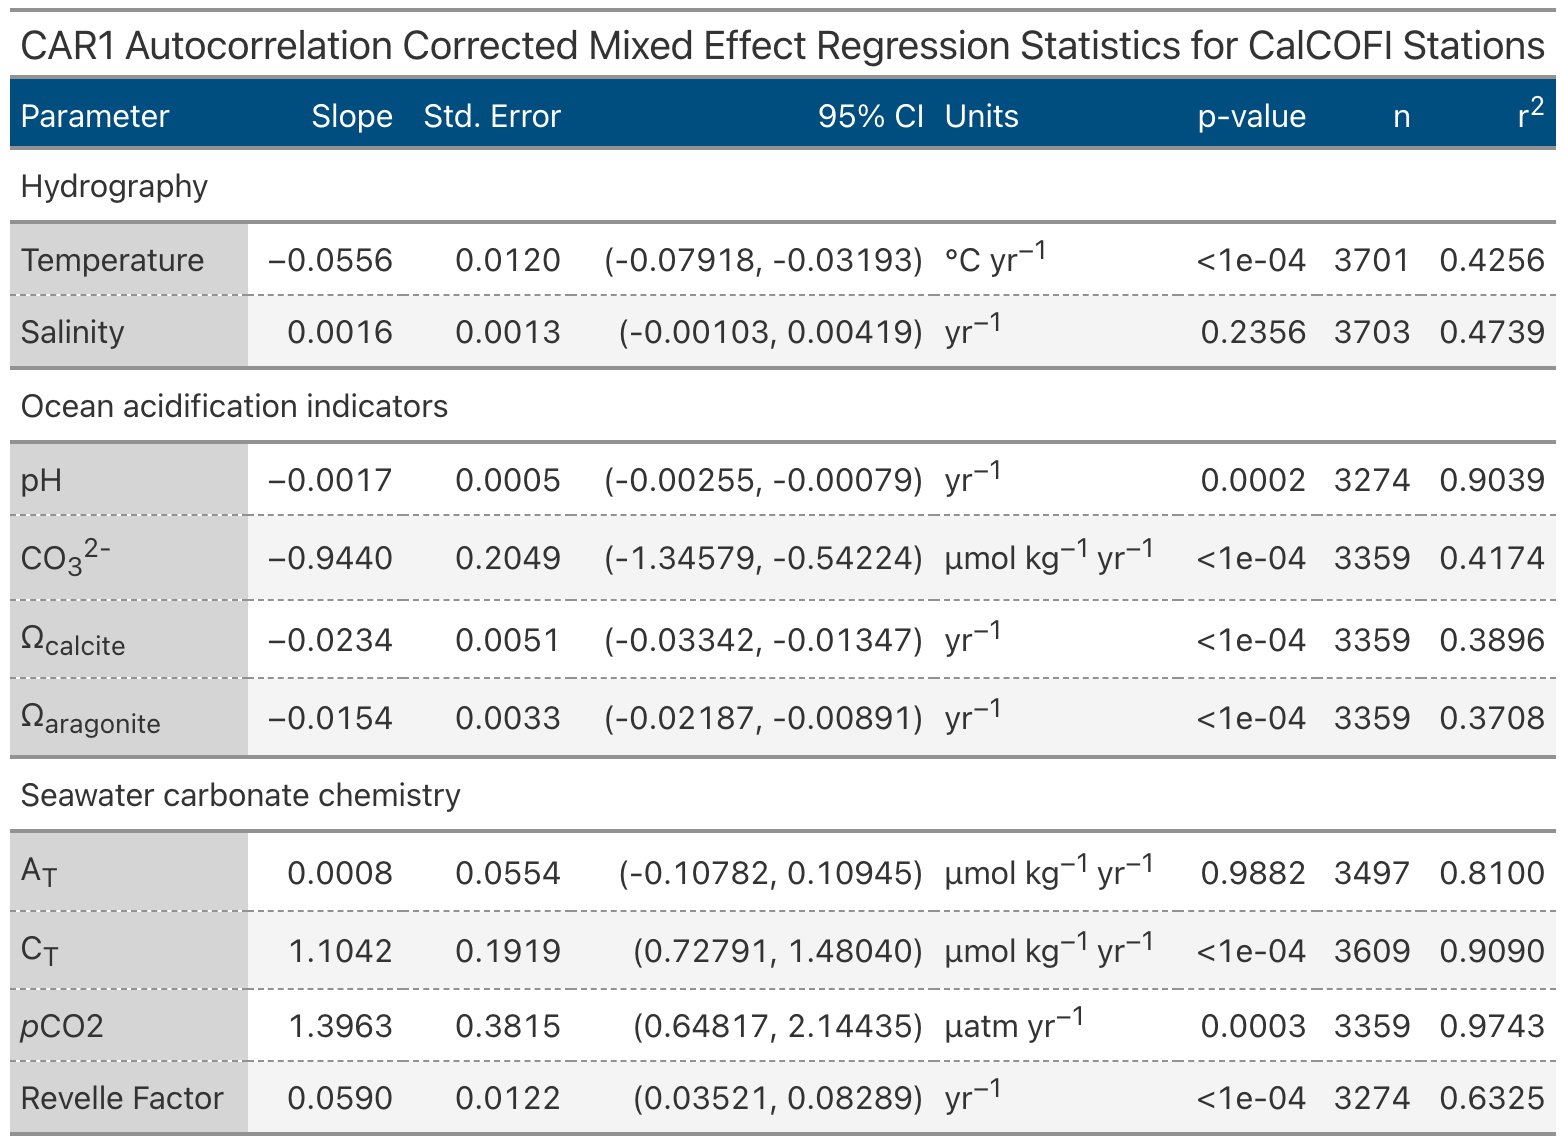 CAR1 Autocorrelation Corrected Mixed Effect Regression Statistics for CalCOFI Stations
Parameter Slope Std. Error 95% CI Units p-value n r²
Hydrography
Temperature −0.0556 0.0120 (-0.07918, -0.03193) °C yr⁻¹ <1e-04 3701 0.4256
Salinity 0.0016 0.0013 (-0.00103, 0.00419) yr⁻¹ 0.2356 3703 0.4739
Ocean acidification indicators
pH −0.0017 0.0005 (-0.00255, -0.00079) yr⁻¹ 0.0002 3274 0.9039
CO₃²⁻ −0.9440 0.2049 (-1.34579, -0.54224) µmol kg⁻¹ yr⁻¹ <1e-04 3359 0.4174
Ωcalcite −0.0234 0.0051 (-0.03342, -0.01347) yr⁻¹ <1e-04 3359 0.3896
Ωaragonite −0.0154 0.0033 (-0.02187, -0.00891) yr⁻¹ <1e-04 3359 0.3708
Seawater carbonate chemistry
A_T 0.0008 0.0554 (-0.10782, 0.10945) µmol kg⁻¹ yr⁻¹ 0.9882 3497 0.8100
C_T 1.1042 0.1919 (0.72791, 1.48040) µmol kg⁻¹ yr⁻¹ <1e-04 3609 0.9090
pCO2 1.3963 0.3815 (0.64817, 2.14435) µatm yr⁻¹ 0.0003 3359 0.9743
Revelle Factor 0.0590 0.0122 (0.03521, 0.08289) yr⁻¹ <1e-04 3274 0.6325